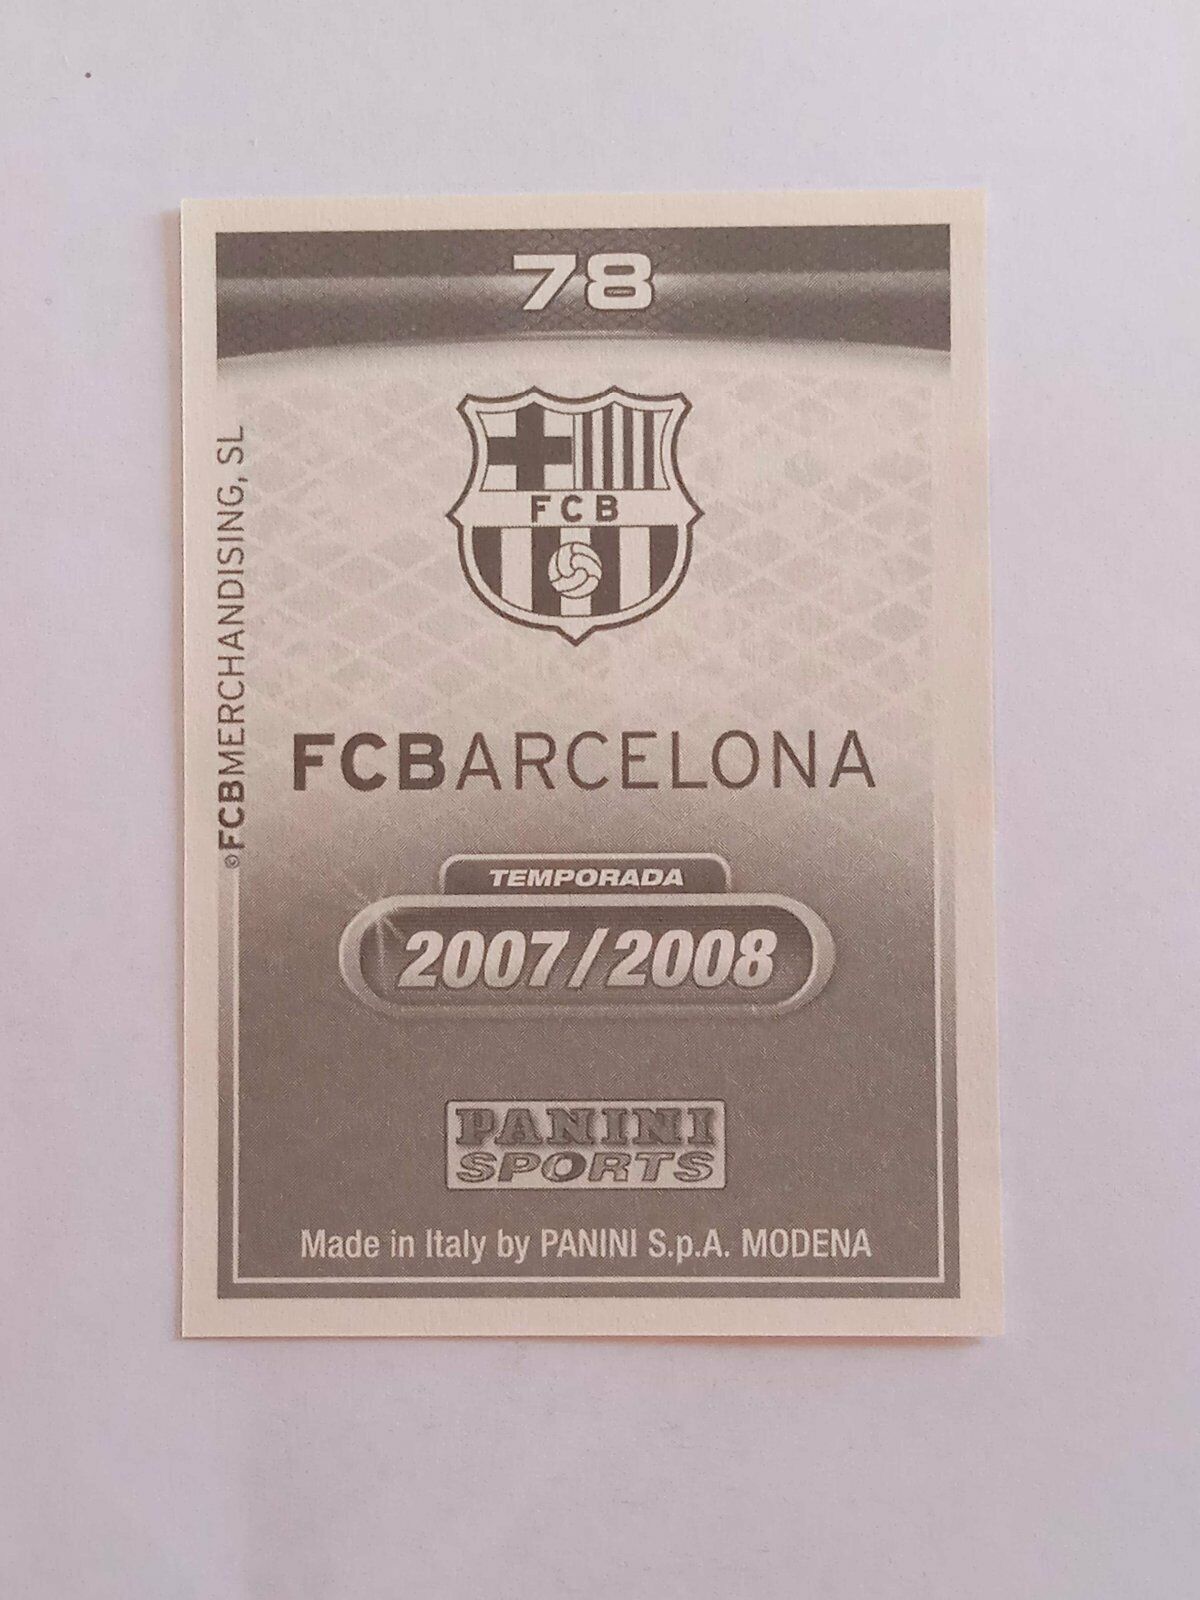 78
FCB
FCBARCELONA
©FCBMERCHANDISING, SL
TEMPORADA
2007/2008
PANINI
SPORTS
Made in Italy by PANINI S.p.A. MODENA